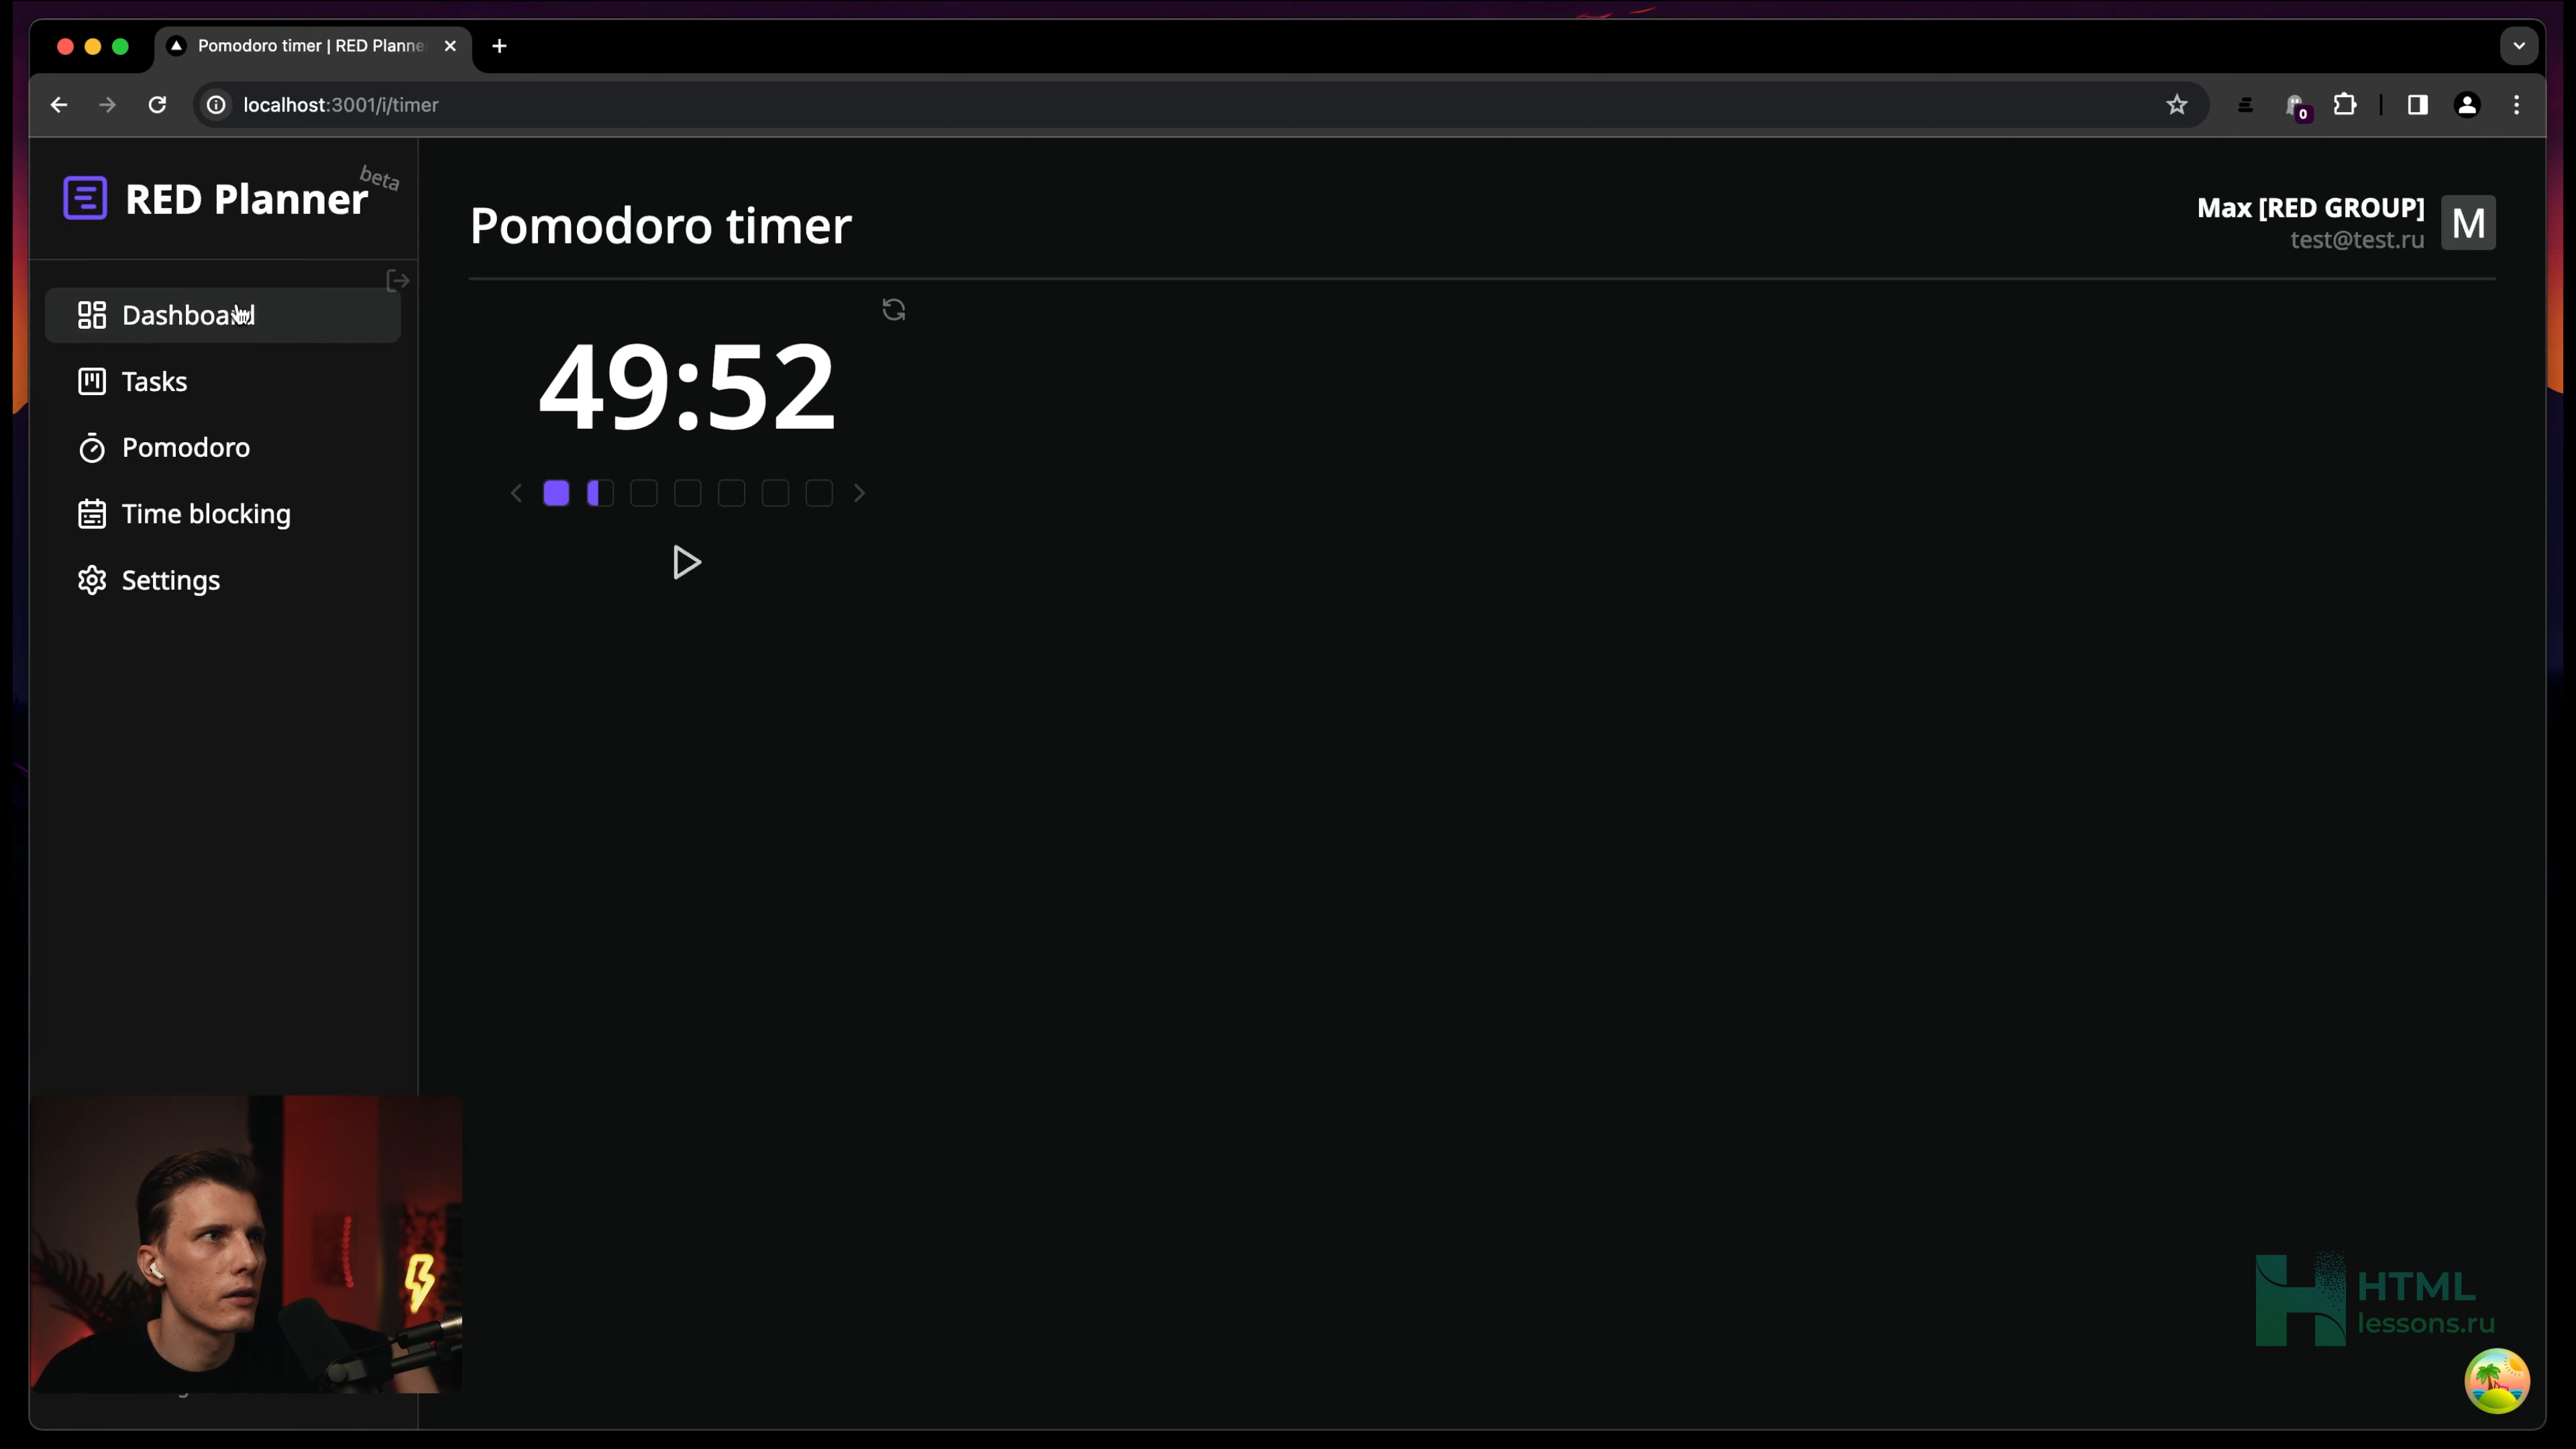 Pomodoro timer | RED Planne
localhost:3001/i/timer
0
RED Planner
beta
Pomodoro timer
Max [RED GROUP]
test@test.ru
M
Dashboard
Tasks
Pomodoro
Time blocking
Settings
49:52
HTML
lessons.ru